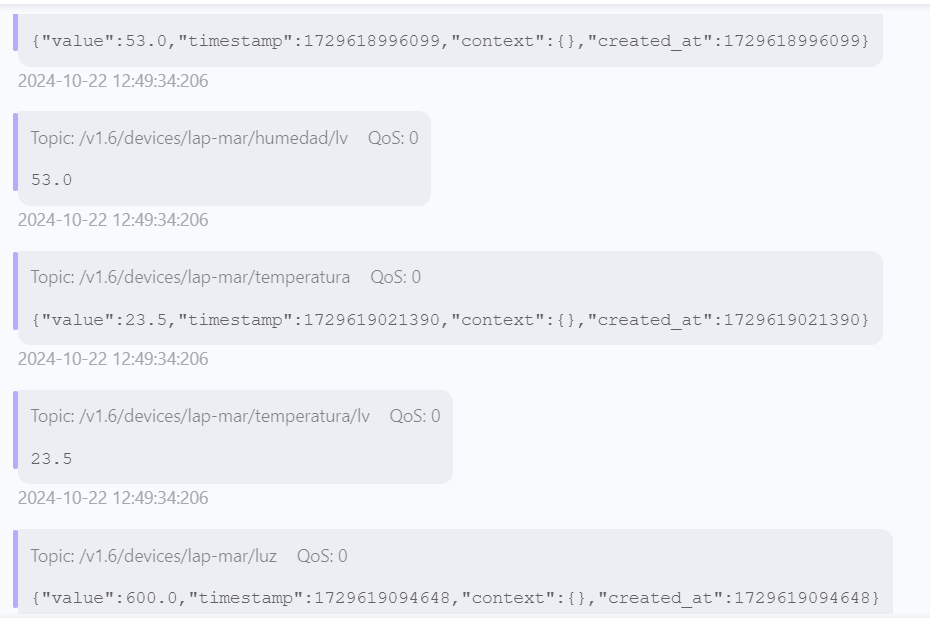 {"value":53.0,"timestamp":1729618996099,"context":{},"created_at":1729618996099}
2024-10-22 12:49:34:206
Topic: /v1.6/devices/lap-mar/humedad/lv QoS: 0
53.0
2024-10-22 12:49:34:206
Topic: /v1.6/devices/lap-mar/temperatura QoS: 0
{"value":23.5,"timestamp":1729619021390,"context":{},"created_at":1729619021390}
2024-10-22 12:49:34:206
Topic: /v1.6/devices/lap-mar/temperatura/lv QoS: 0
23.5
2024-10-22 12:49:34:206
Topic: /v1.6/devices/lap-mar/luz QoS: 0
{"value":600.0,"timestamp":1729619094648,"context":{},"created_at":1729619094648}